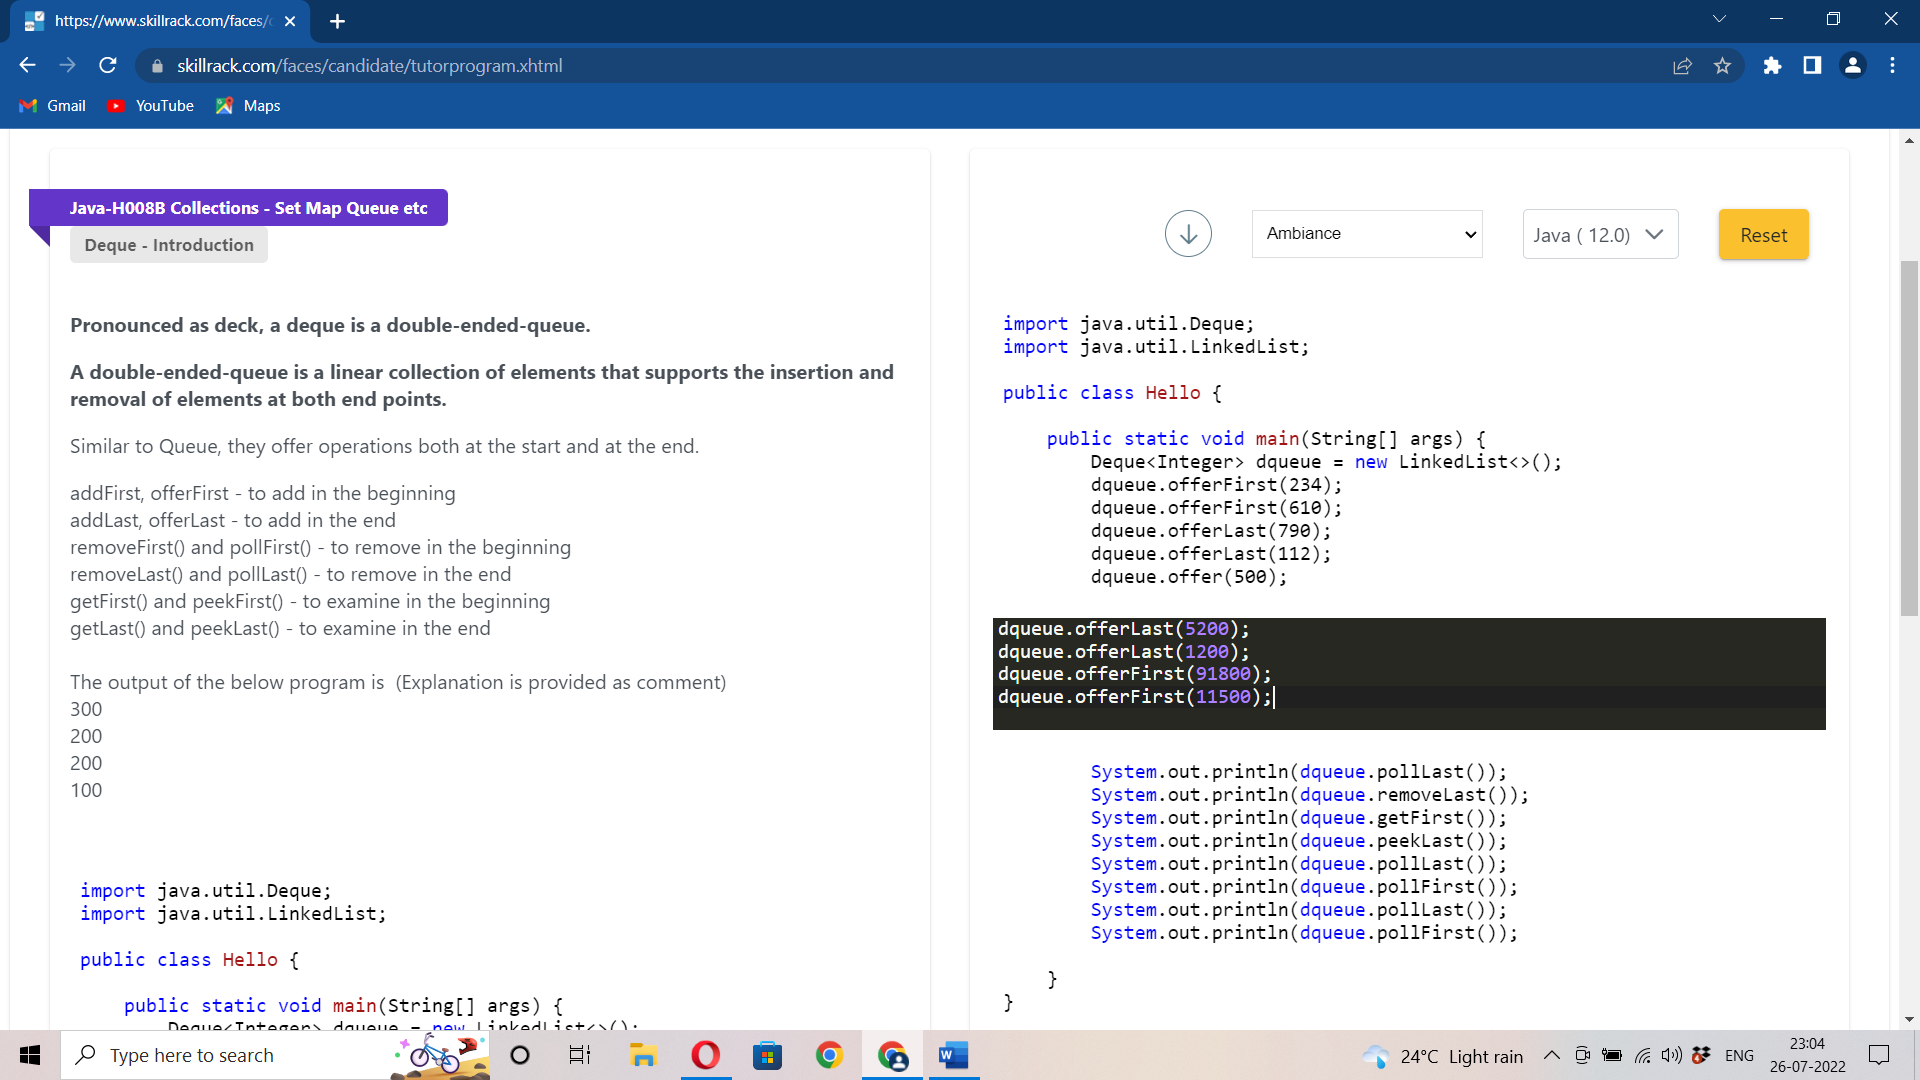 https://www.skillrack.com/faces/c
skillrack.com/faces/candidate/tutorprogram.xhtml
Gmail YouTube Maps
Java-H008B Collections - Set Map Queue etc
Deque - Introduction
Pronounced as deck, a deque is a double-ended-queue.
A double-ended-queue is a linear collection of elements that supports the insertion and
removal of elements at both end points.
Similar to Queue, they offer operations both at the start and at the end.
addFirst, offerFirst - to add in the beginning
addLast, offerLast - to add in the end
removeFirst() and pollFirst() - to remove in the beginning
removeLast() and pollLast() - to remove in the end
getFirst() and peekFirst() - to examine in the beginning
getLast() and peekLast() - to examine in the end
The output of the below program is (Explanation is provided as comment)
300
200
200
100
import java.util.Deque;
import java.util.LinkedList;
public class Hello {
public static void main(String[] args) {
Deque<Integer> dqueue = new LinkedList<>();
Ambiance
Java ( 12.0)
Reset
import java.util.Deque;
import java.util.LinkedList;
public class Hello {
public static void main(String[] args) {
Deque<Integer> dqueue = new LinkedList<>();
dqueue.offerFirst(234);
dqueue.offerFirst(610);
dqueue.offerLast(790);
dqueue.offerLast(112);
dqueue.offer(500);
dqueue.offerLast(5200);
dqueue.offerLast(1200);
dqueue.offerFirst(91800);
dqueue.offerFirst(11500);
System.out.println(dqueue.pollLast());
System.out.println(dqueue.removeLast());
System.out.println(dqueue.getFirst());
System.out.println(dqueue.peekLast());
System.out.println(dqueue.pollLast());
System.out.println(dqueue.pollFirst());
System.out.println(dqueue.pollLast());
System.out.println(dqueue.pollFirst());
}
}
Type here to search
24°C Light rain
ENG
23:04
26-07-2022